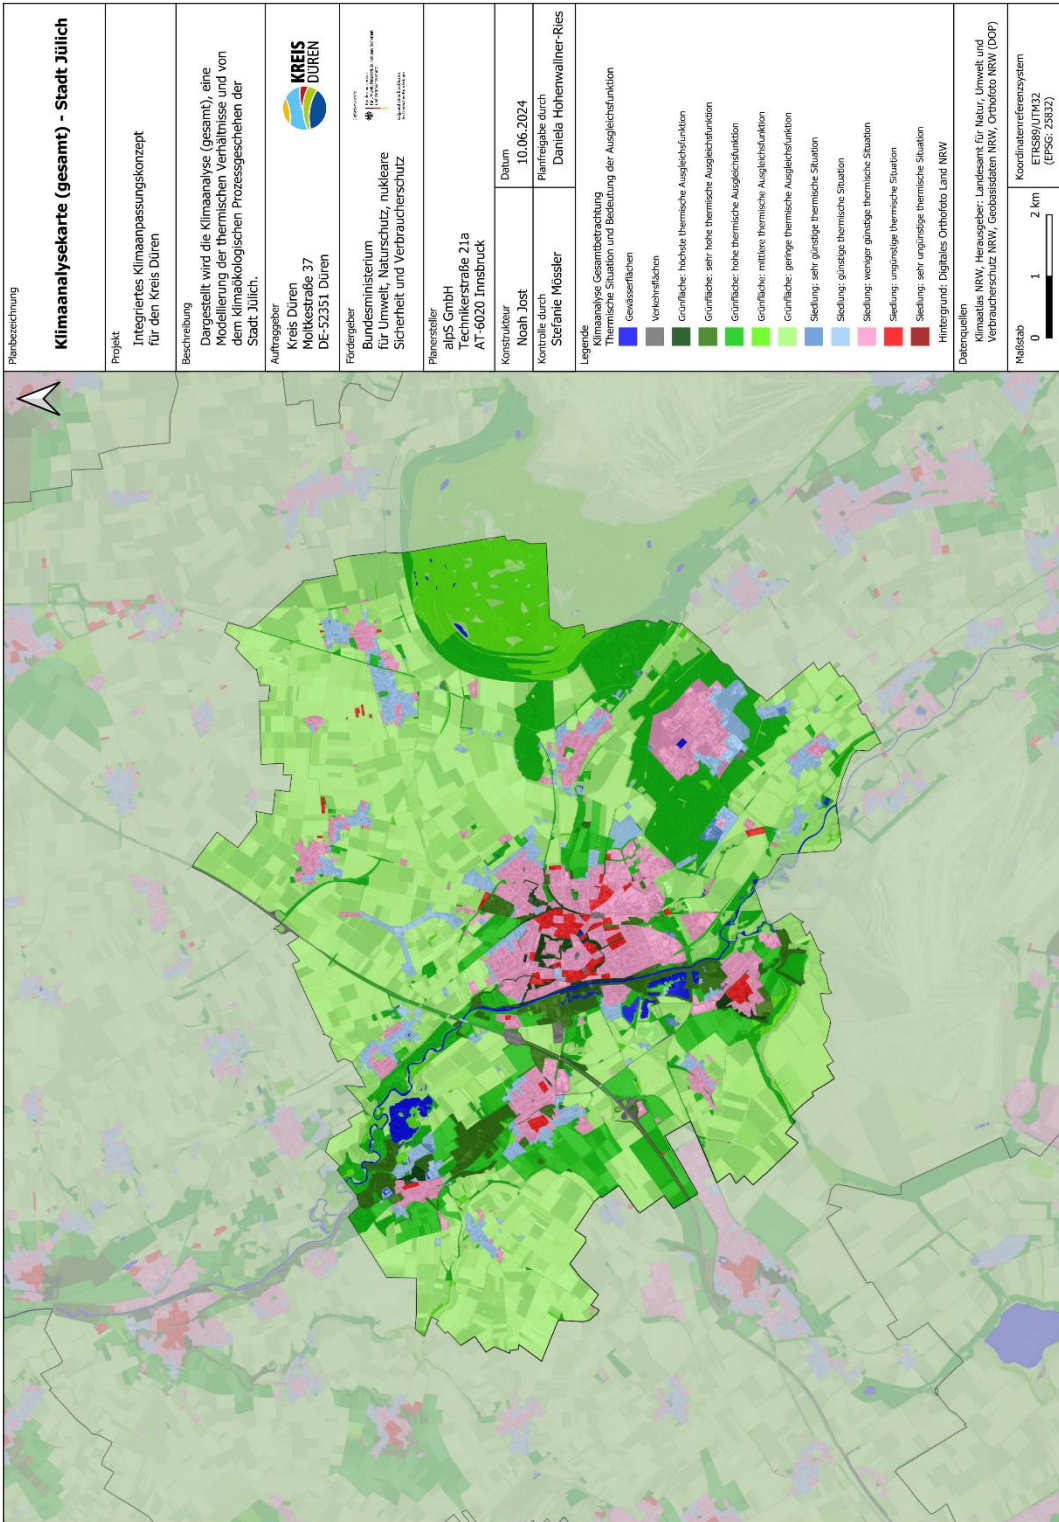 Planbezeichnung
Klimaanalysekarte (gesamt) - Stadt Jülich
Projekt
Integriertes Klimaanpassungskonzept
für den Kreis Düren
Beschreibung
Dargestellt wird die Klimaanalyse (gesamt), eine
Modellierung der thermischen Verhältnisse und von
dem klimaökologischen Prozessgeschehen der
Stadt Jülich.
Auftraggeber
Kreis Düren
Moltkestraße 37
DE-52351 Düren
KREIS
DÜREN
Fördergeber
Bundesministerium
für Umwelt, Naturschutz, nukleare
Sicherheit und Verbraucherschutz
Planersteller
alpS GmbH
Technikerstraße 21a
AT-6020 Innsbruck
Konstrukteur
Noah Jost
Datum
10.06.2024
Kontrolle durch
Stefanie Mössler
Planfreigabe durch
Daniela Hohenwallner-Ries
Legende
Klimaanalyse Gesamtbetrachtung
Thermische Situation und Bedeutung der Ausgleichsfunktion
Gewässerflächen
Verkehrsflächen
Grünfläche: höchste thermische Ausgleichsfunktion
Grünfläche: sehr hohe thermische Ausgleichsfunktion
Grünfläche: hohe thermische Ausgleichsfunktion
Grünfläche: mittlere thermische Ausgleichsfunktion
Grünfläche: geringe thermische Ausgleichsfunktion
Siedlung: sehr günstige thermische Situation
Siedlung: günstige thermische Situation
Siedlung: weniger günstige thermische Situation
Siedlung: ungünstige thermische Situation
Siedlung: sehr ungünstige thermische Situation
Hintergrund: Digitales Orthofoto Land NRW
Datenquellen
Klimaatlas NRW, Herausgeber: Landesamt für Natur, Umwelt und
Verbraucherschutz NRW, Geobasisdaten NRW, Orthofoto NRW (DOP)
Maßstab
0 1 2 km
Koordinatenreferenzsystem
ETRS89/UTM32
(EPSG: 25832)